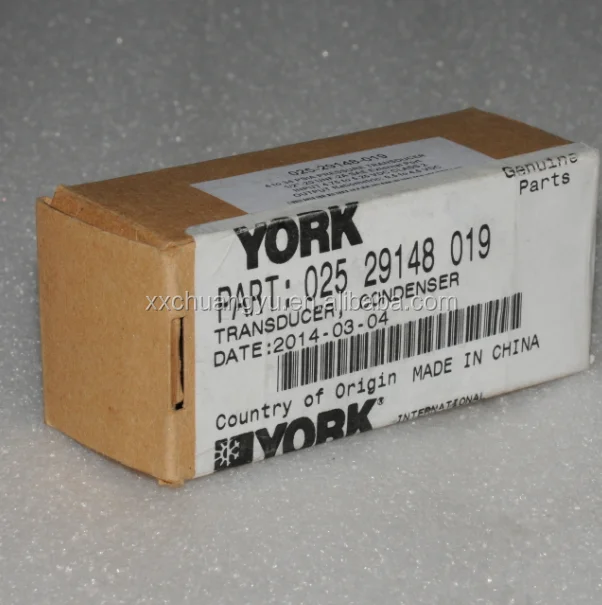 025-29148-019
YORK
Genuine
Parts
PART: 025 29148 019
TRANSDUCER, CONDENSER
DATE:2014-03-04
Country of Origin MADE IN CHINA
YORK®
INTERNATIONAL
xxchuangyu.en.alibaba.com